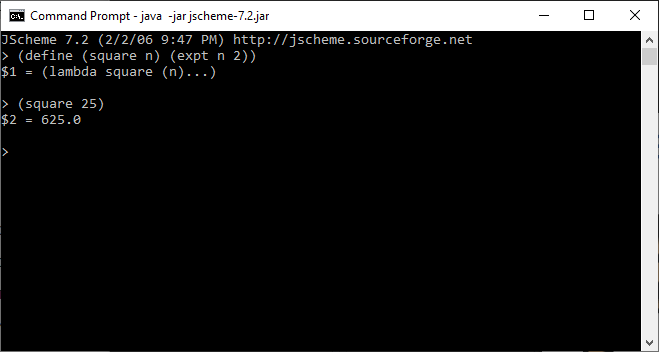 Command Prompt - java  -jar jscheme-7.2.jar
JScheme 7.2 (2/2/06 9:47 PM) http://jscheme.sourceforge.net
> (define (square n) (expt n 2))
$1 = (lambda square (n)...)
> (square 25)
$2 = 625.0
>